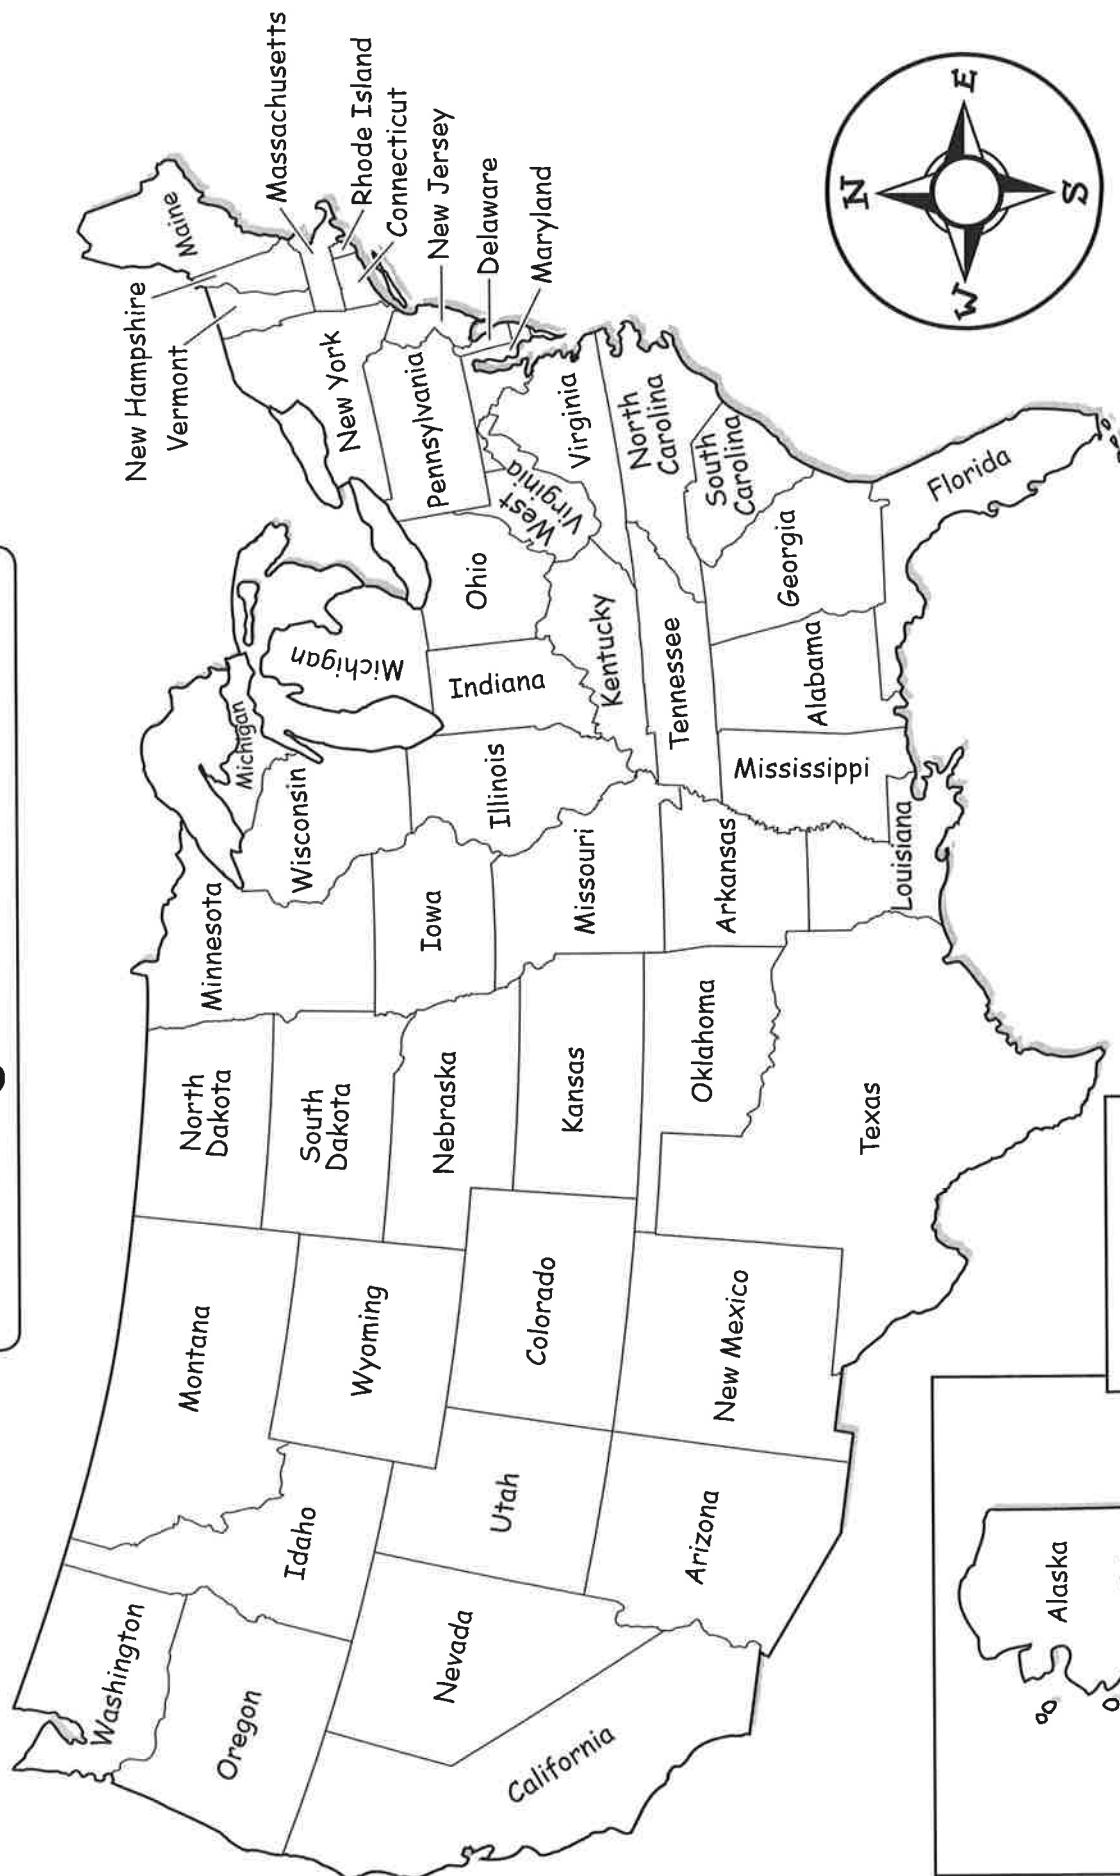 Washington
Oregon
California
Nevada
Idaho
Montana
Wyoming
Utah
Arizona
Colorado
New Mexico
North
Dakota
South
Dakota
Nebraska
Kansas
Oklahoma
Texas
Minnesota
Iowa
Missouri
Arkansas
Louisiana
Wisconsin
Illinois
Michigan
Michigan
Indiana
Ohio
Kentucky
Tennessee
Mississippi
Alabama
Georgia
Florida
South
Carolina
North
Carolina
Virginia
West
Virginia
Pennsylvania
New York
Vermont
New Hampshire
Maine
Massachusetts
Rhode Island
Connecticut
New Jersey
Delaware
Maryland
Alaska
N
E
S
W